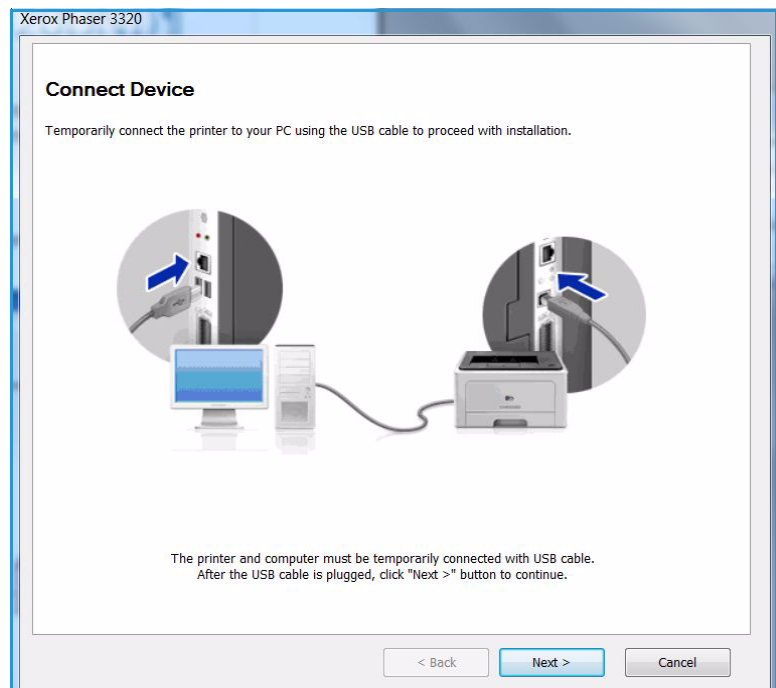 Xerox Phaser 3320
Connect Device
Temporarily connect the printer to your PC using the USB cable to proceed with installation.
The printer and computer must be temporarily connected with USB cable.
After the USB cable is plugged, click "Next >" button to continue.
< Back
Next >
Cancel